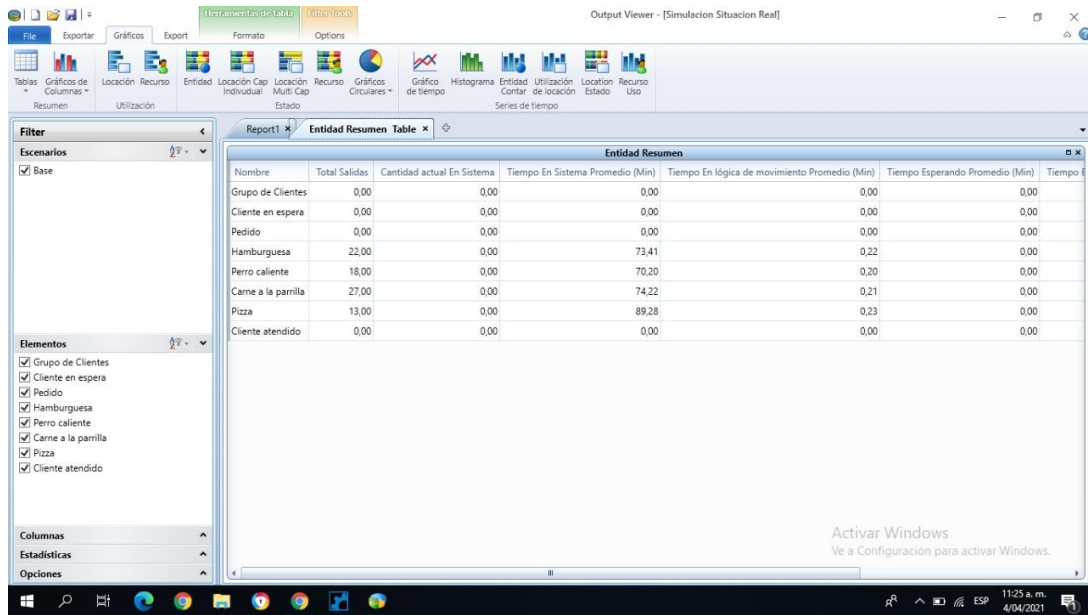 Herramientas de tabla Filter Tools Output Viewer - [Simulacion Situacion Real]
File Exportar Gráficos Export Formato Options
Tablas Gráficos de Columnas Locación Recurso Entidad Locación Cap Indivudual Locación Multi Cap Recurso Gráficos Circulares Gráfico de tiempo Histograma Entidad Contar Utilización de locación Location Estado Recurso Uso
Resumen Utilización Estado Series de tiempo
Filter
Report1 Entidad Resumen Table
Escenarios
Base
Entidad Resumen
Nombre Total Salidas Cantidad actual En Sistema Tiempo En Sistema Promedio (Min) Tiempo En lógica de movimiento Promedio (Min) Tiempo Esperando Promedio (Min) Tiempo
Grupo de Clientes 0,00 0,00 0,00 0,00 0,00
Cliente en espera 0,00 0,00 0,00 0,00 0,00
Pedido 0,00 0,00 0,00 0,00 0,00
Hamburguesa 22,00 0,00 73,41 0,22 0,00
Perro caliente 18,00 0,00 70,20 0,20 0,00
Carne a la parrilla 27,00 0,00 74,22 0,21 0,00
Pizza 13,00 0,00 89,28 0,23 0,00
Cliente atendido 0,00 0,00 0,00 0,00 0,00
Elementos
Grupo de Clientes
Cliente en espera
Pedido
Hamburguesa
Perro caliente
Carne a la parrilla
Pizza
Cliente atendido
Columnas
Estadísticas
Opciones
Activar Windows
Ve a Configuración para activar Windows.
ESP 11:25 a. m.
4/04/2021